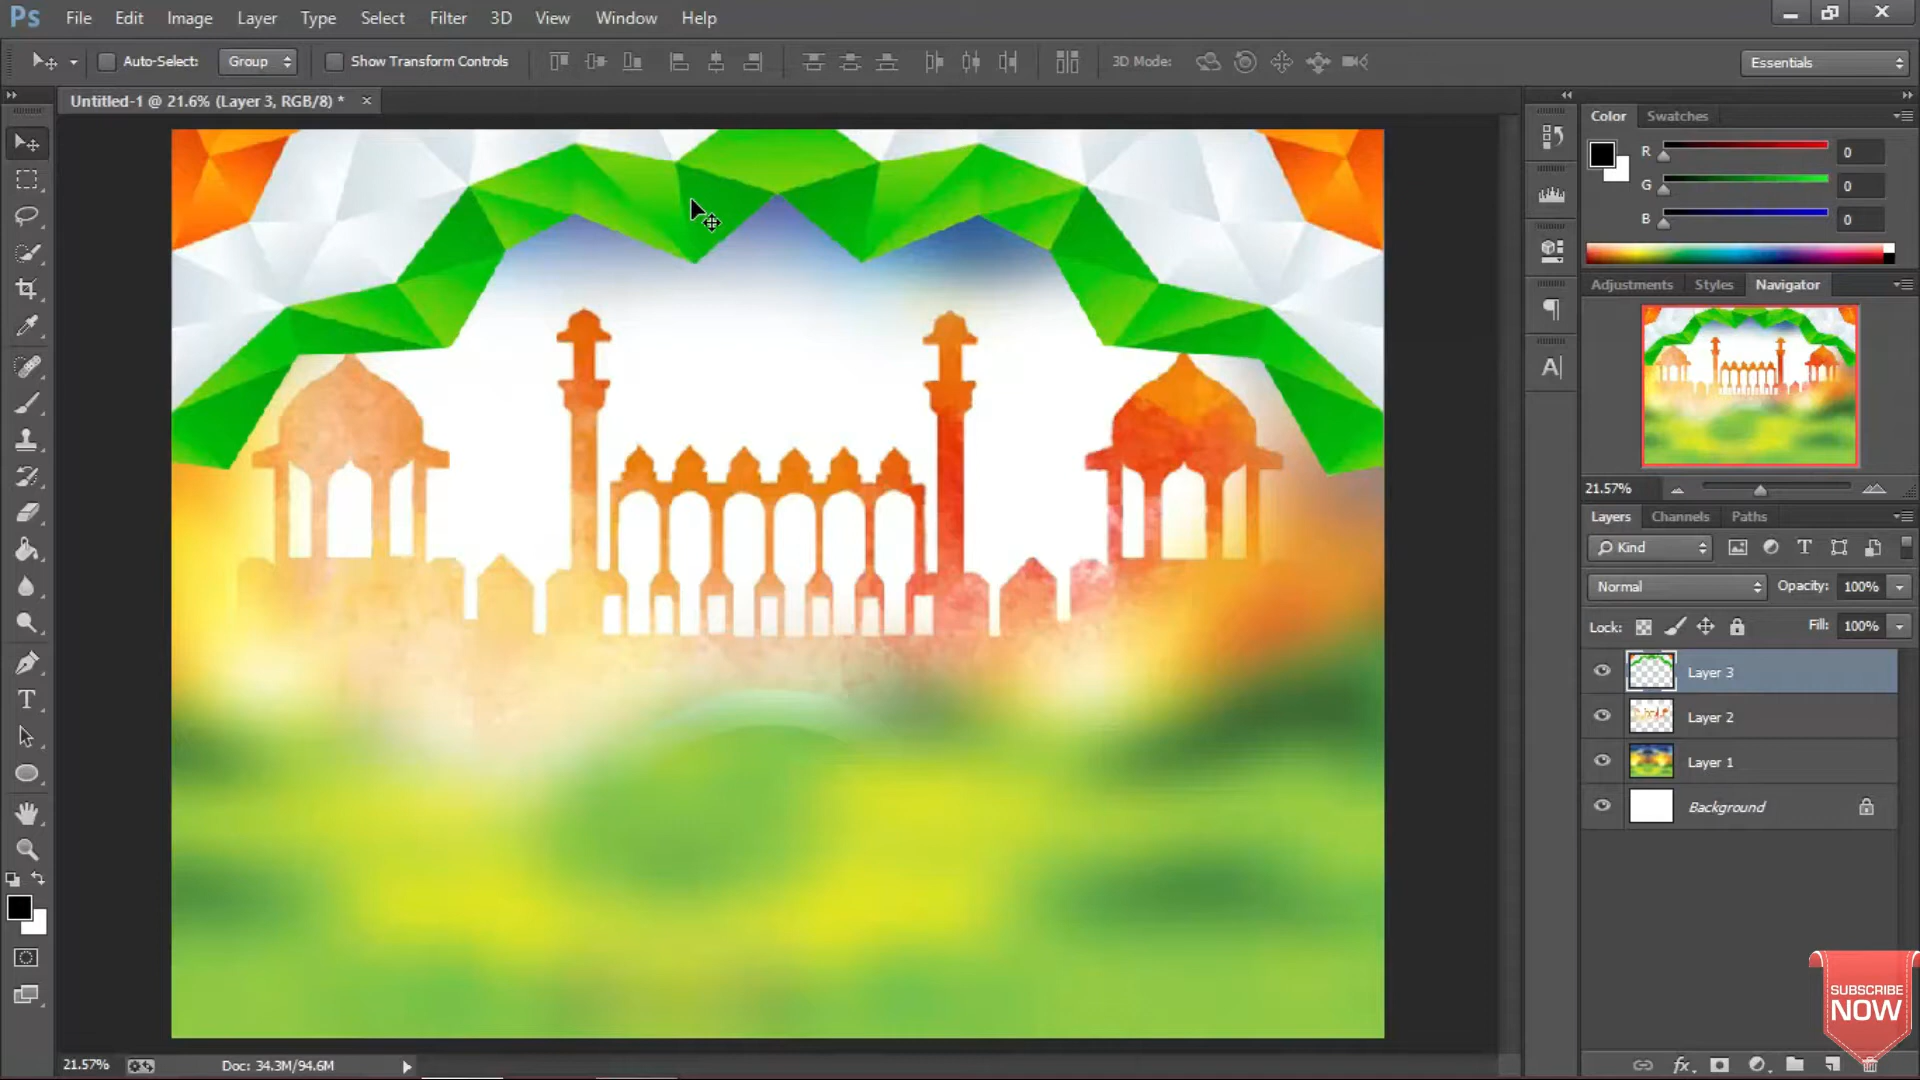 Ps File Edit Image Layer Type Select Filter 3D View Window Help
Auto-Select: Group Show Transform Controls 3D Mode: Essentials
Untitled-1 @ 21.6% (Layer 3, RGB/8) * ×
Color Swatches
R 0
G 0
B 0
Adjustments Styles Navigator
21.57%
Layers Channels Paths
Kind
Normal Opacity: 100%
Lock: Fill: 100%
Layer 3
Layer 2
Layer 1
Background
SUBSCRIBE
NOW
21.57% Doc: 34.3M/94.6M